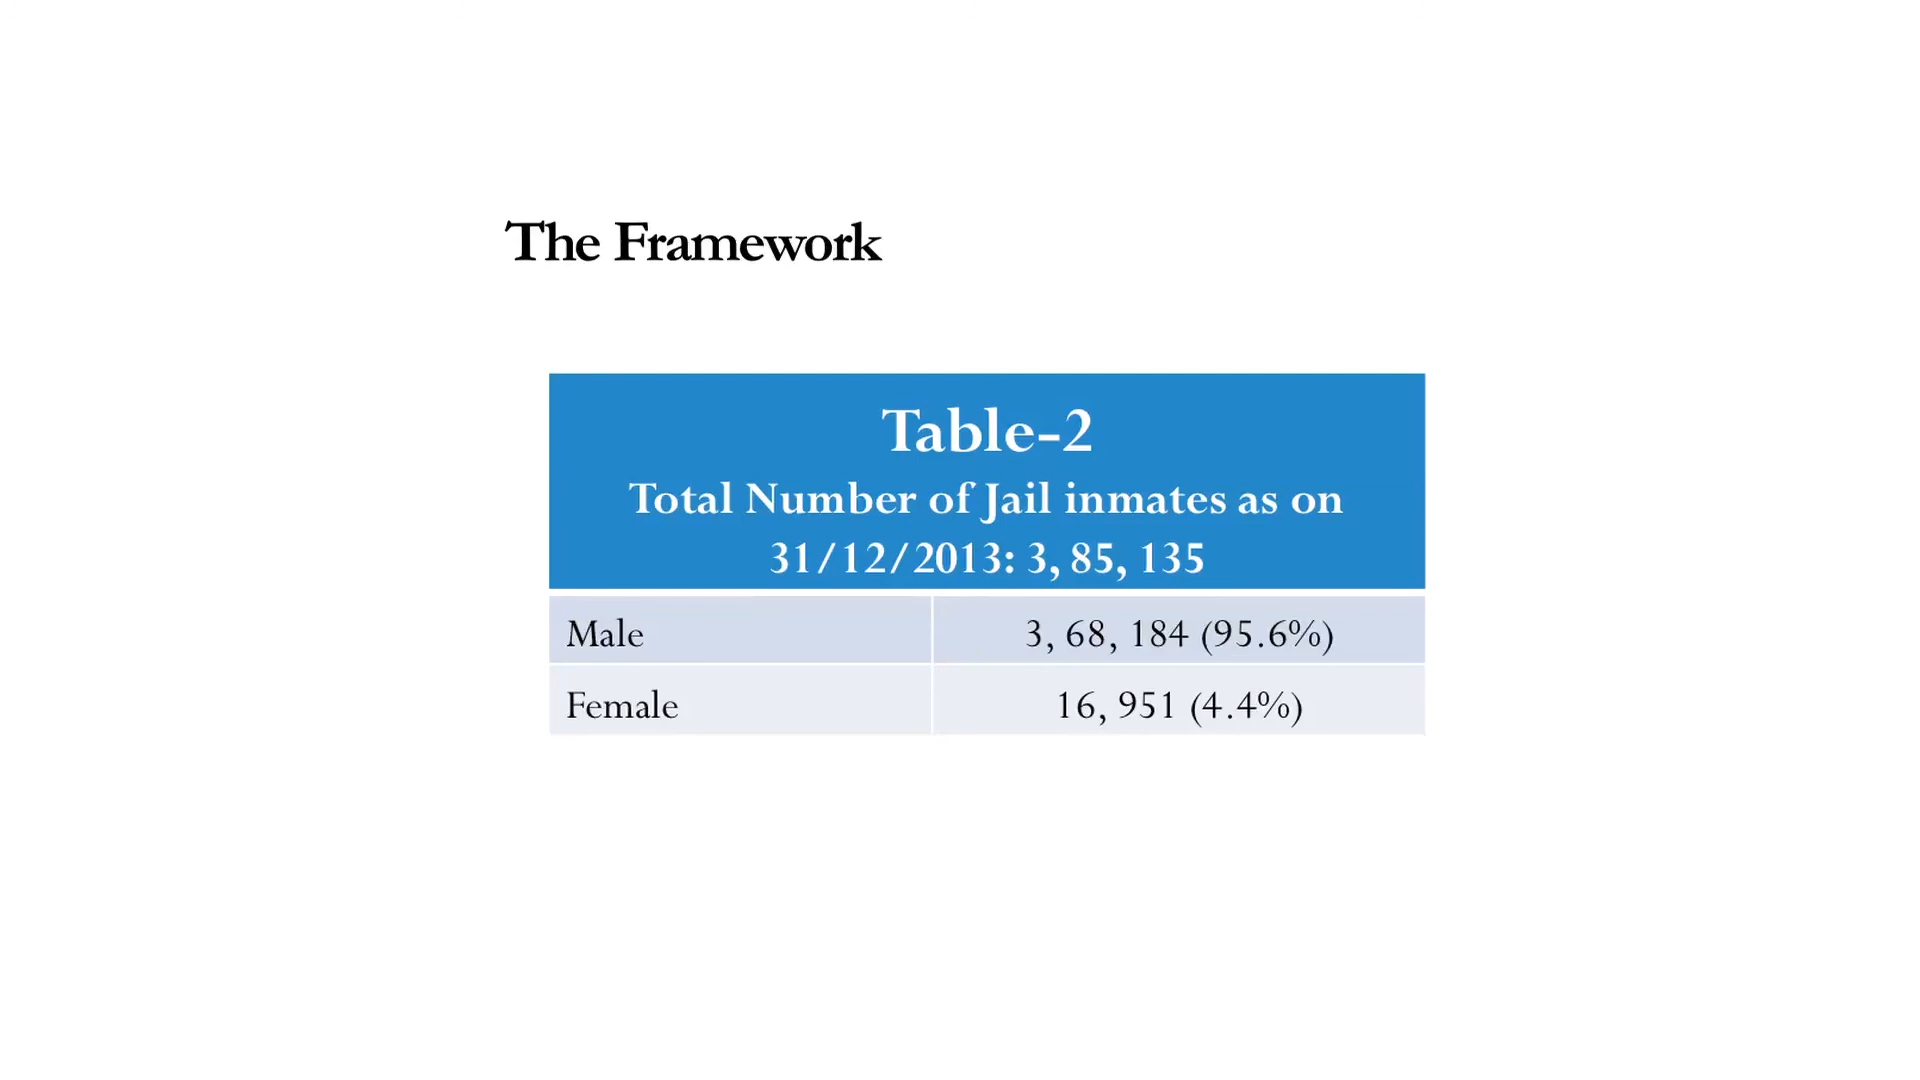 The Framework
Table-2
Total Number of Jail inmates as on
31/12/2013: 3, 85, 135
Male 3, 68, 184 (95.6%)
Female 16, 951 (4.4%)